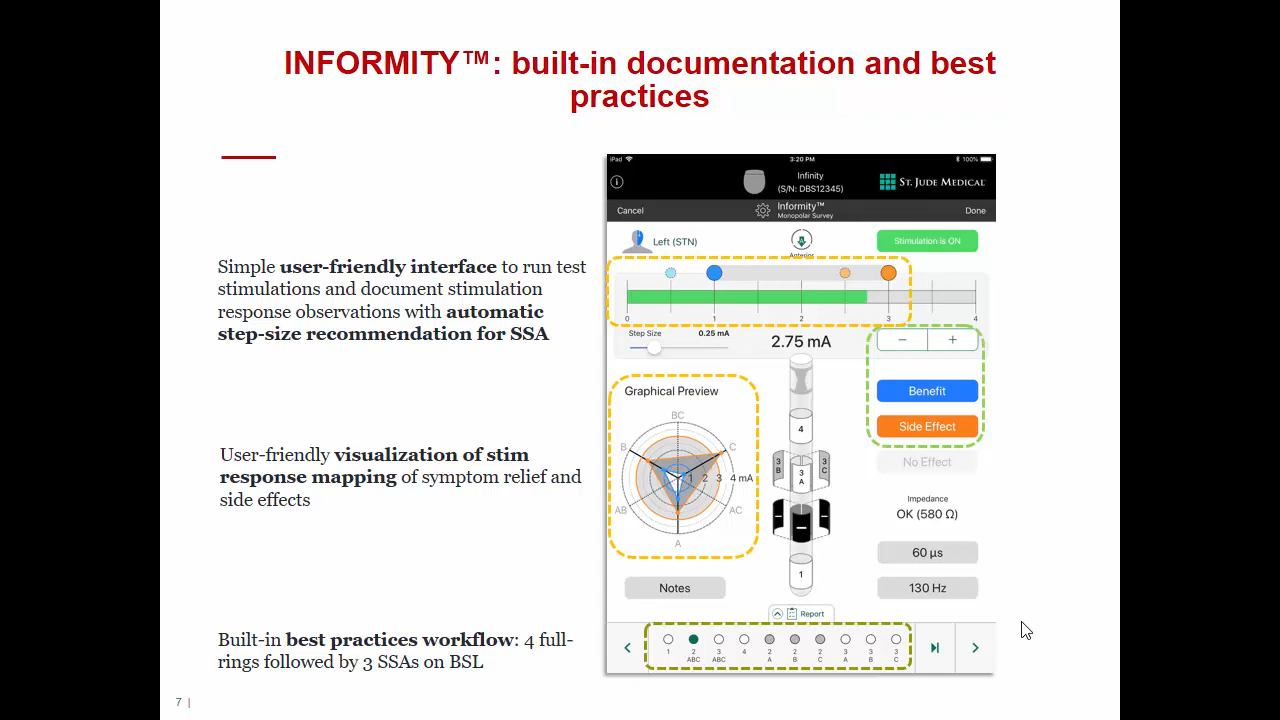 INFORMITY™: built-in documentation and best
practices
Simple user-friendly interface to run test
stimulations and document stimulation
response observations with automatic
step-size recommendation for SSA
User-friendly visualization of stim
response mapping of symptom relief and
side effects
Built-in best practices workflow: 4 full-
rings followed by 3 SSAs on BSL
7 |
iPad 3:20 PM 100%
Infinity
(S/N: DBS12345)
ST. JUDE MEDICAL
Cancel Informity™ Done
Monopolar Survey
Left (STN) Stimulation is ON
Anterior
0 1 2 3 4
Step Size 0.25 mA
2.75 mA
− +
Graphical Preview
Benefit
Side Effect
No Effect
BC
B C
1 2 3 4 mA
AB AC
A
4
3 B
3 A
3 C
1
Impedance
OK (580 Ω)
60 µs
Notes
130 Hz
Report
1 2 3 4 2 2 2 3 3 3
ABC ABC A B C A B C